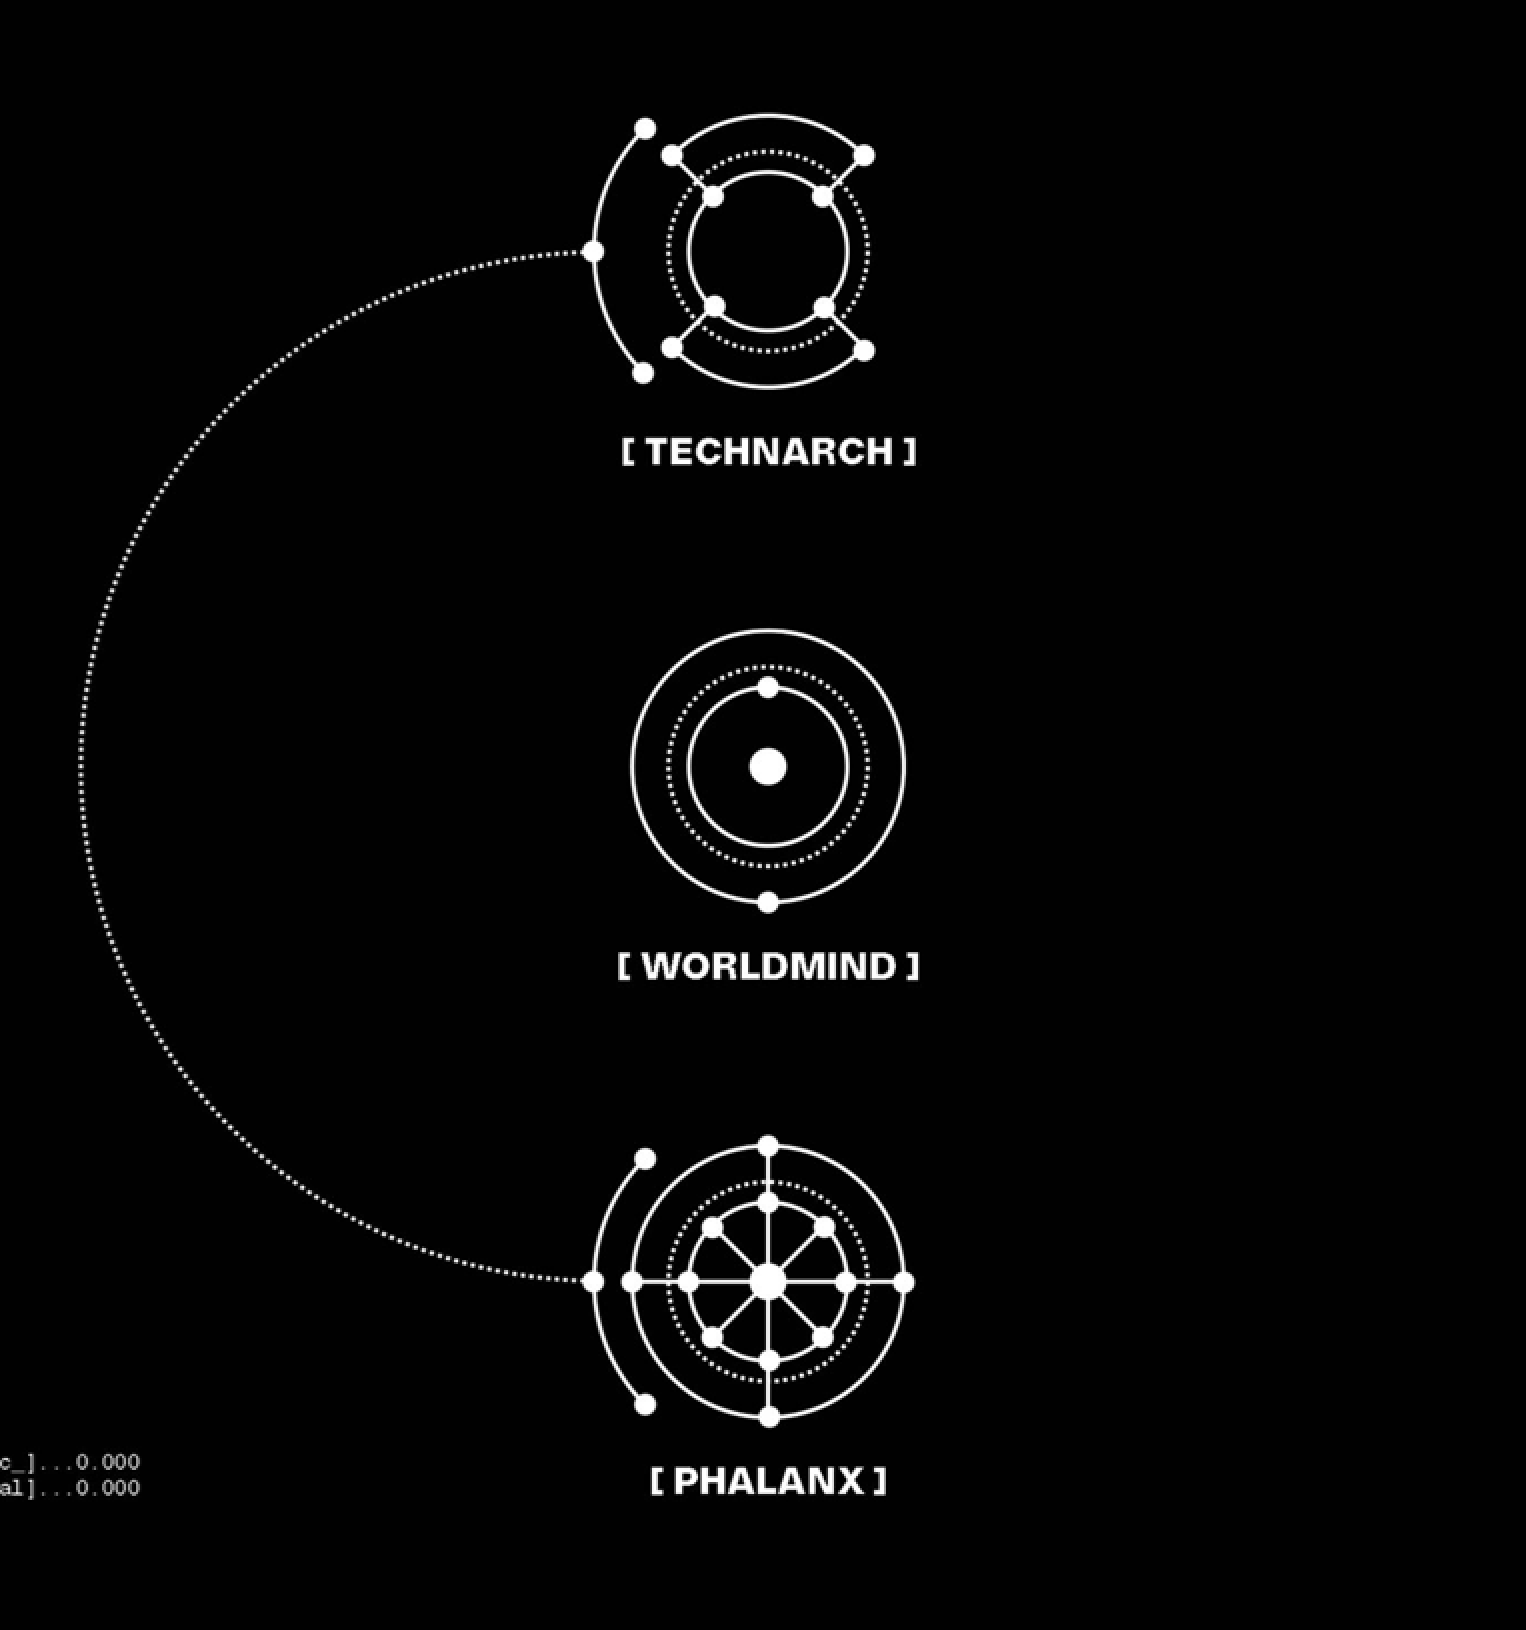 [ TECHNARCH ]
[ WORLDMIND ]
[ PHALANX ]
c_]...0.000
al]...0.000